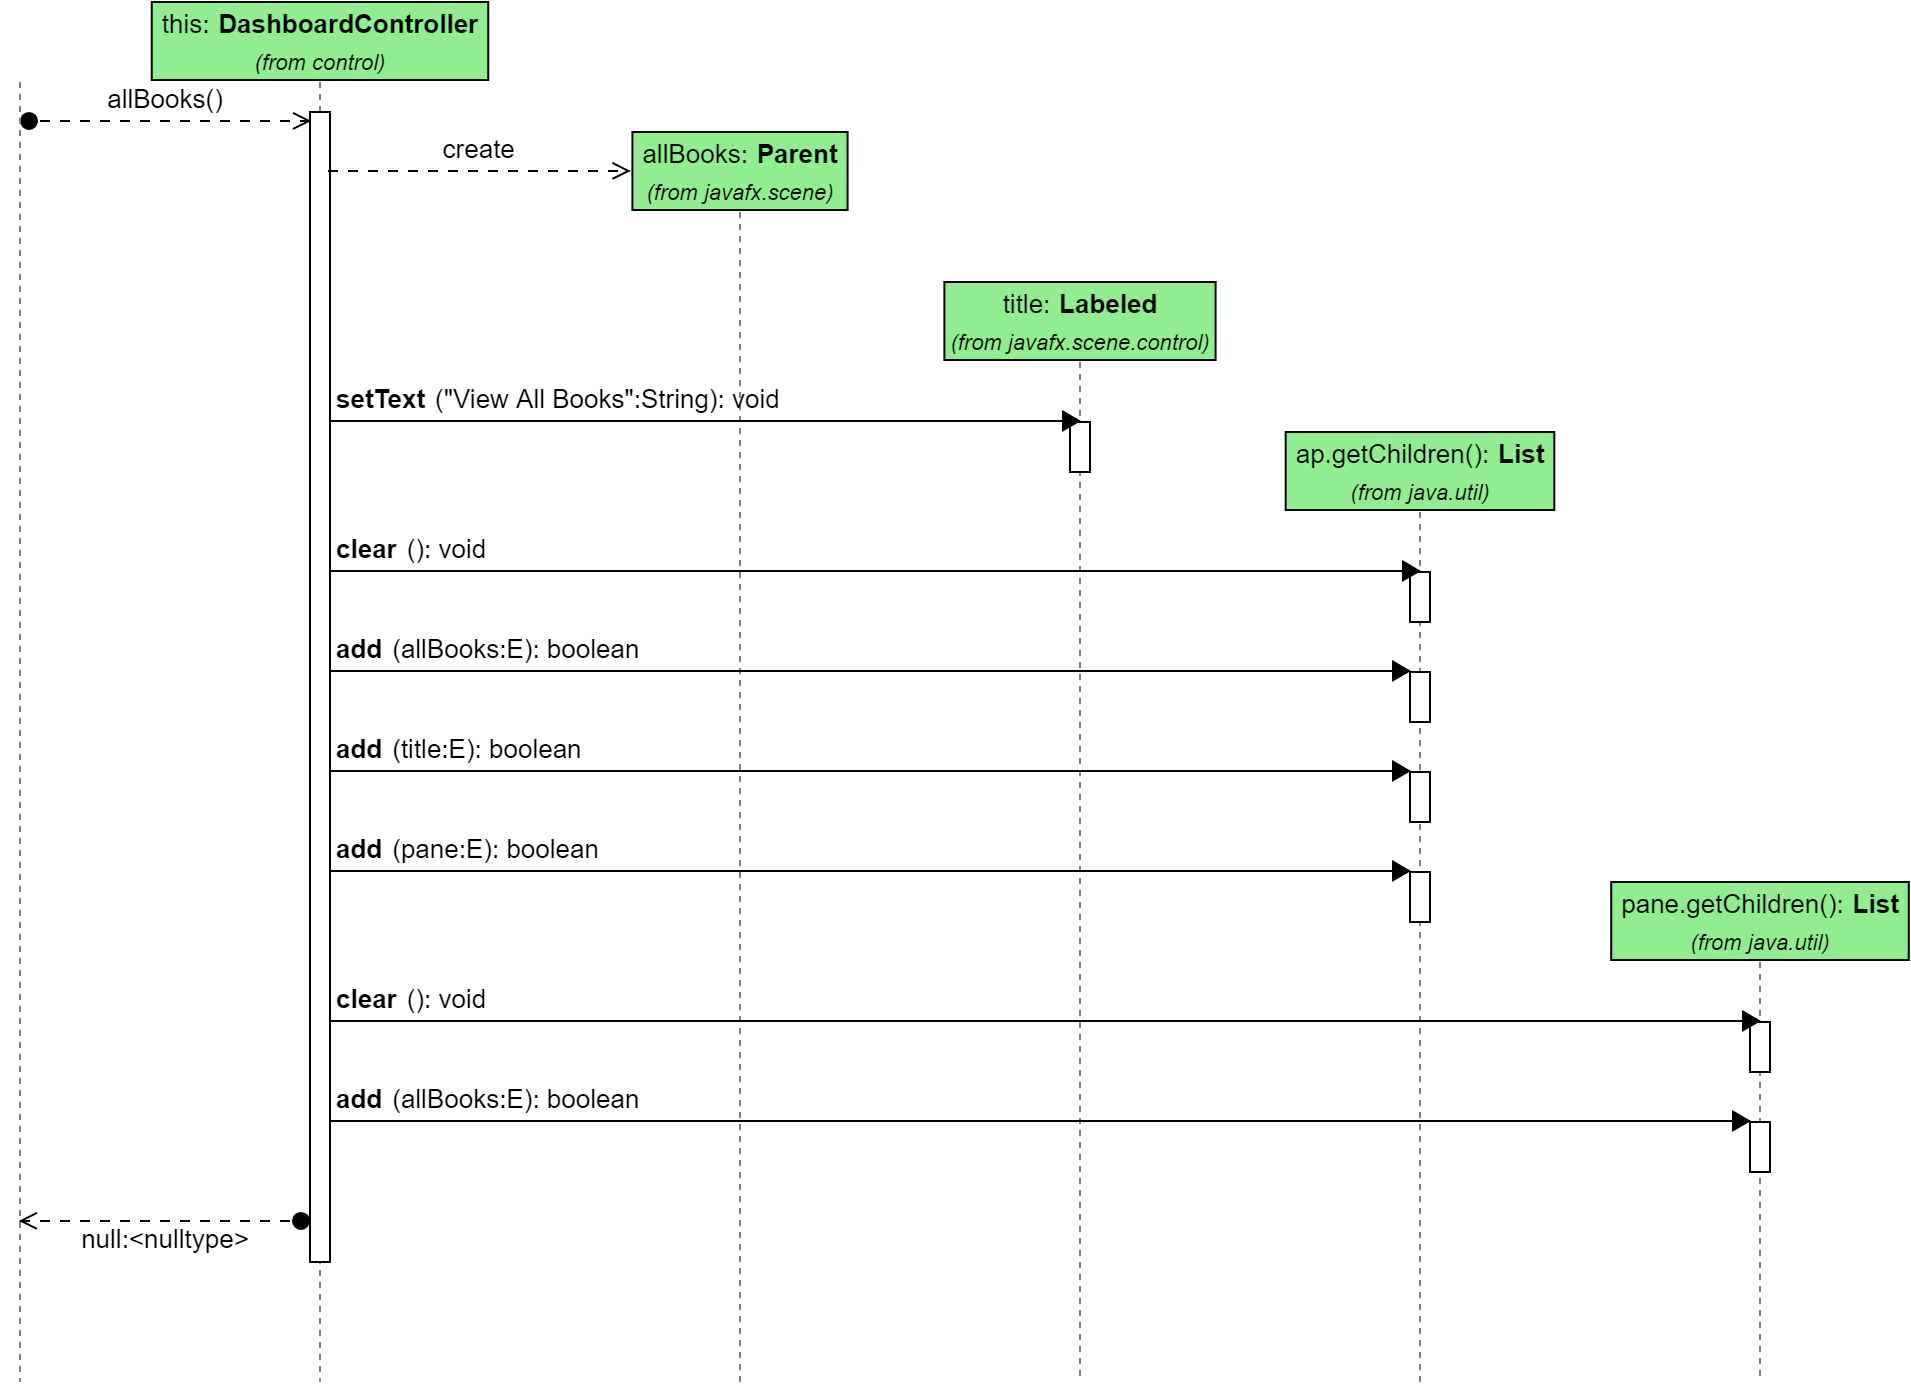 this: DashboardController
(from control)
allBooks()
create
allBooks: Parent
(from javafx.scene)
title: Labeled
(from javafx.scene.control)
setText ("View All Books":String): void
ap.getChildren(): List
(from java.util)
clear (): void
add (allBooks:E): boolean
add (title:E): boolean
add (pane:E): boolean
pane.getChildren(): List
(from java.util)
clear (): void
add (allBooks:E): boolean
null:<nulltype>